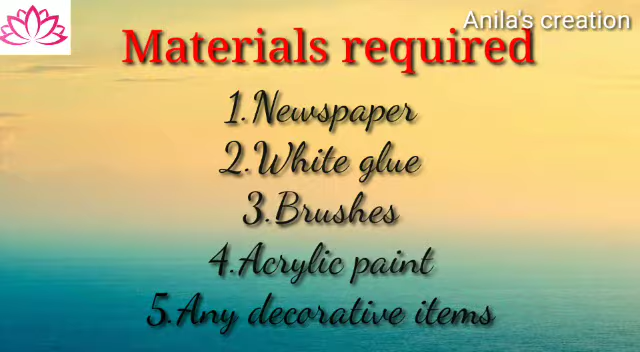 Anila's creation
Materials required
1.Newspaper
2.White glue
3.Brushes
4.Acrylic paint
5.Any decorative items